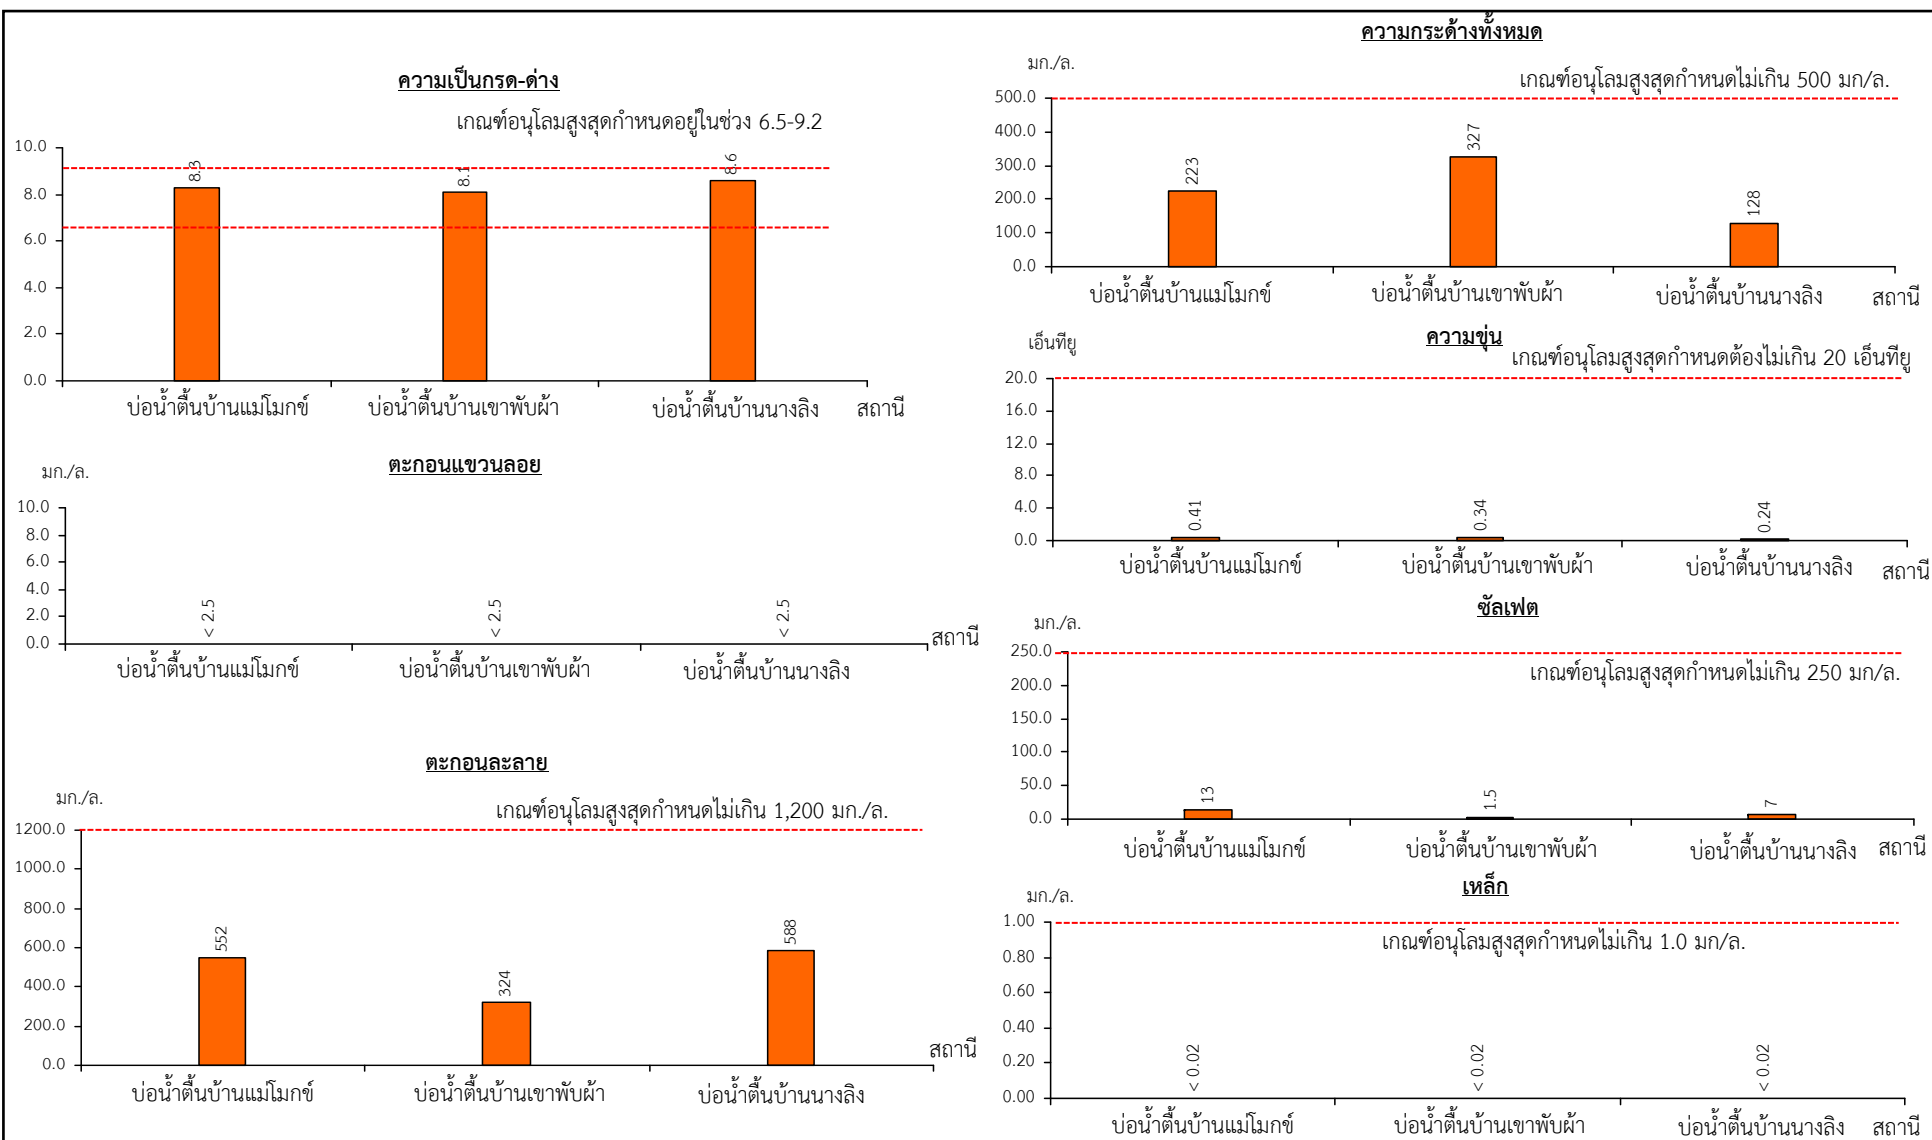 ความเป็นกรด-ด่าง
เกณฑ์อนุโลมสูงสุดกำหนดอยู่ในช่วง 6.5-9.2
10.0
8.0
6.0
4.0
2.0
0.0
8.3
8.1
8.6
บ่อน้ำตื้นบ้านแม่โมกข์ บ่อน้ำตื้นบ้านเขาพับผ้า บ่อน้ำตื้นบ้านนางลิง สถานี
ตะกอนแขวนลอย
มก./ล.
10.0
8.0
6.0
4.0
2.0
0.0
< 2.5
< 2.5
< 2.5
สถานี
บ่อน้ำตื้นบ้านแม่โมกข์ บ่อน้ำตื้นบ้านเขาพับผ้า บ่อน้ำตื้นบ้านนางลิง
ตะกอนละลาย
มก./ล.
เกณฑ์อนุโลมสูงสุดกำหนดไม่เกิน 1,200 มก./ล.
1200.0
1000.0
800.0
600.0
400.0
200.0
0.0
552
324
588
สถานี
บ่อน้ำตื้นบ้านแม่โมกข์ บ่อน้ำตื้นบ้านเขาพับผ้า บ่อน้ำตื้นบ้านนางลิง
ความกระด้างทั้งหมด
มก./ล.
เกณฑ์อนุโลมสูงสุดกำหนดไม่เกิน 500 มก/ล.
500.0
400.0
300.0
200.0
100.0
0.0
223
327
128
บ่อน้ำตื้นบ้านแม่โมกข์ บ่อน้ำตื้นบ้านเขาพับผ้า บ่อน้ำตื้นบ้านนางลิง สถานี
ความขุ่น
เอ็นทียู
เกณฑ์อนุโลมสูงสุดกำหนดต้องไม่เกิน 20 เอ็นทียู
20.0
16.0
12.0
8.0
4.0
0.0
0.41
0.34
0.24
บ่อน้ำตื้นบ้านแม่โมกข์ บ่อน้ำตื้นบ้านเขาพับผ้า บ่อน้ำตื้นบ้านนางลิง สถานี
ซัลเฟต
มก./ล.
250.0
เกณฑ์อนุโลมสูงสุดกำหนดไม่เกิน 250 มก/ล.
200.0
150.0
100.0
50.0
0.0
13
1.5
7
บ่อน้ำตื้นบ้านแม่โมกข์ บ่อน้ำตื้นบ้านเขาพับผ้า บ่อน้ำตื้นบ้านนางลิง สถานี
เหล็ก
มก./ล.
1.00
เกณฑ์อนุโลมสูงสุดกำหนดไม่เกิน 1.0 มก/ล.
0.80
0.60
0.40
0.20
0.00
< 0.02
< 0.02
< 0.02
บ่อน้ำตื้นบ้านแม่โมกข์ บ่อน้ำตื้นบ้านเขาพับผ้า บ่อน้ำตื้นบ้านนางลิง สถานี